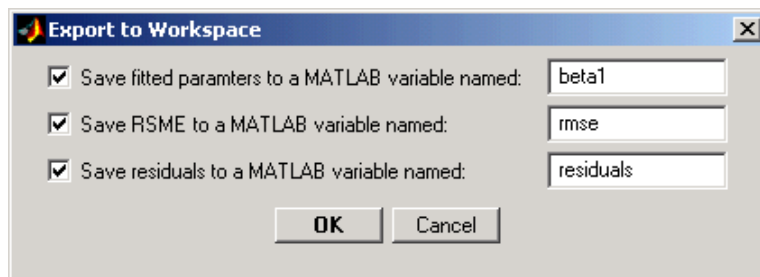 Export to Workspace
Save fitted paramters to a MATLAB variable named: beta1
Save RSME to a MATLAB variable named: rmse
Save residuals to a MATLAB variable named: residuals
OK Cancel